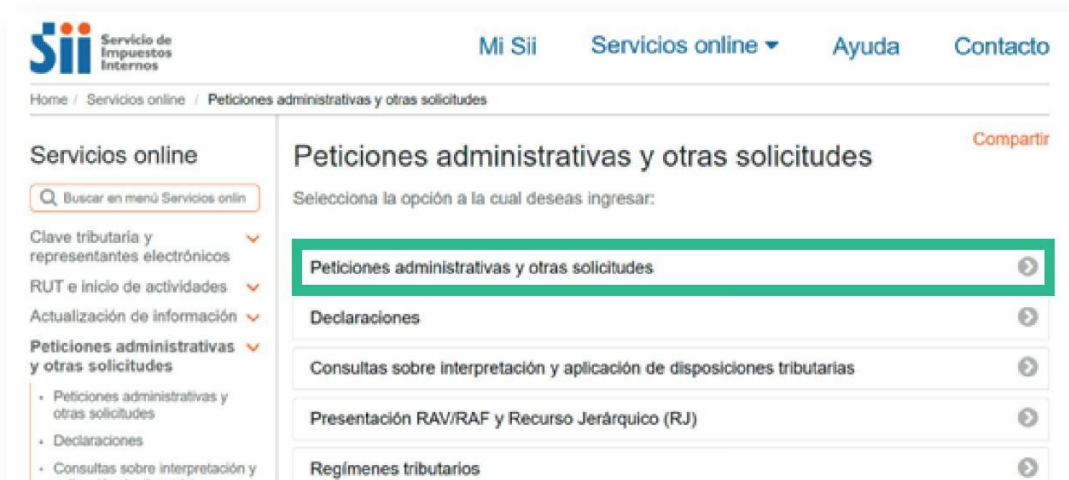 Sii Servicio de
Impuestos
Internos
Mi Sii Servicios online Ayuda Contacto
Home / Servicios online / Peticiones administrativas y otras solicitudes
Servicios online
Buscar en menú Servicios onlin
Clave tributaria y
representantes electrónicos
RUT e inicio de actividades
Actualización de información
Peticiones administrativas
y otras solicitudes
Peticiones administrativas y
otras solicitudes
Declaraciones
Consultas sobre interpretación y
Compartir
Peticiones administrativas y otras solicitudes
Selecciona la opción a la cual deseas ingresar:
Peticiones administrativas y otras solicitudes
Declaraciones
Consultas sobre interpretación y aplicación de disposiciones tributarias
Presentación RAV/RAF y Recurso Jerárquico (RJ)
Regímenes tributarios